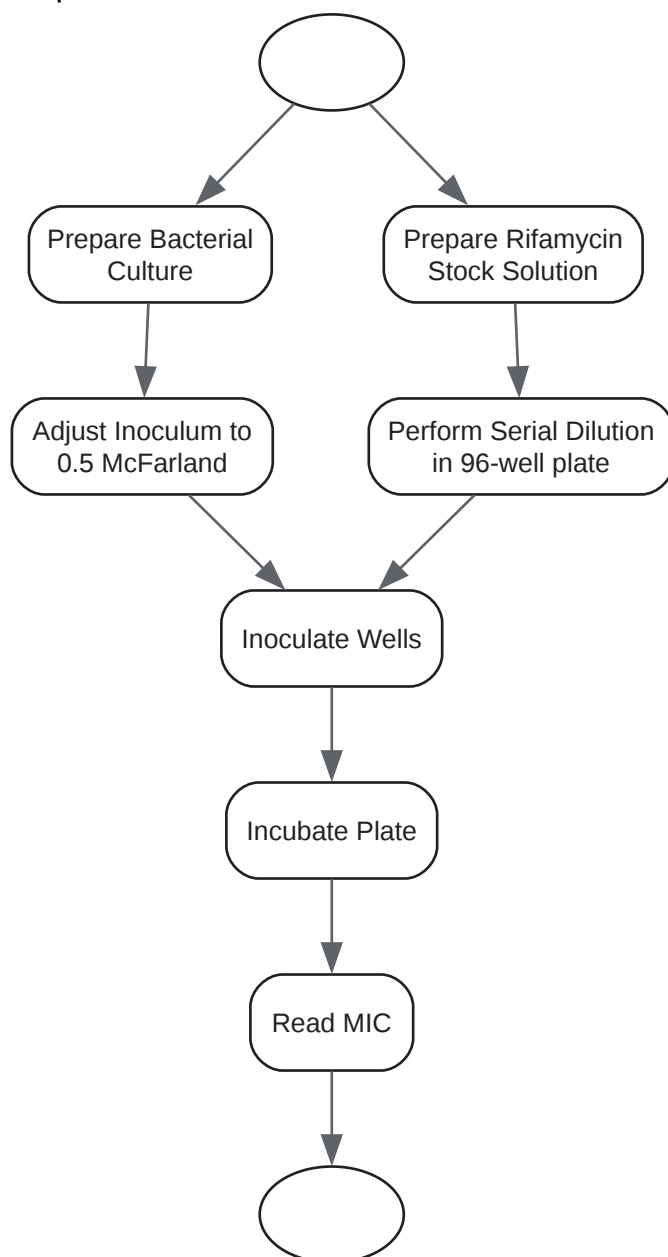 Prepare Bacterial
Culture
Prepare Rifamycin
Stock Solution
Adjust Inoculum to
0.5 McFarland
Perform Serial Dilution
in 96-well plate
Inoculate Wells
Incubate Plate
Read MIC